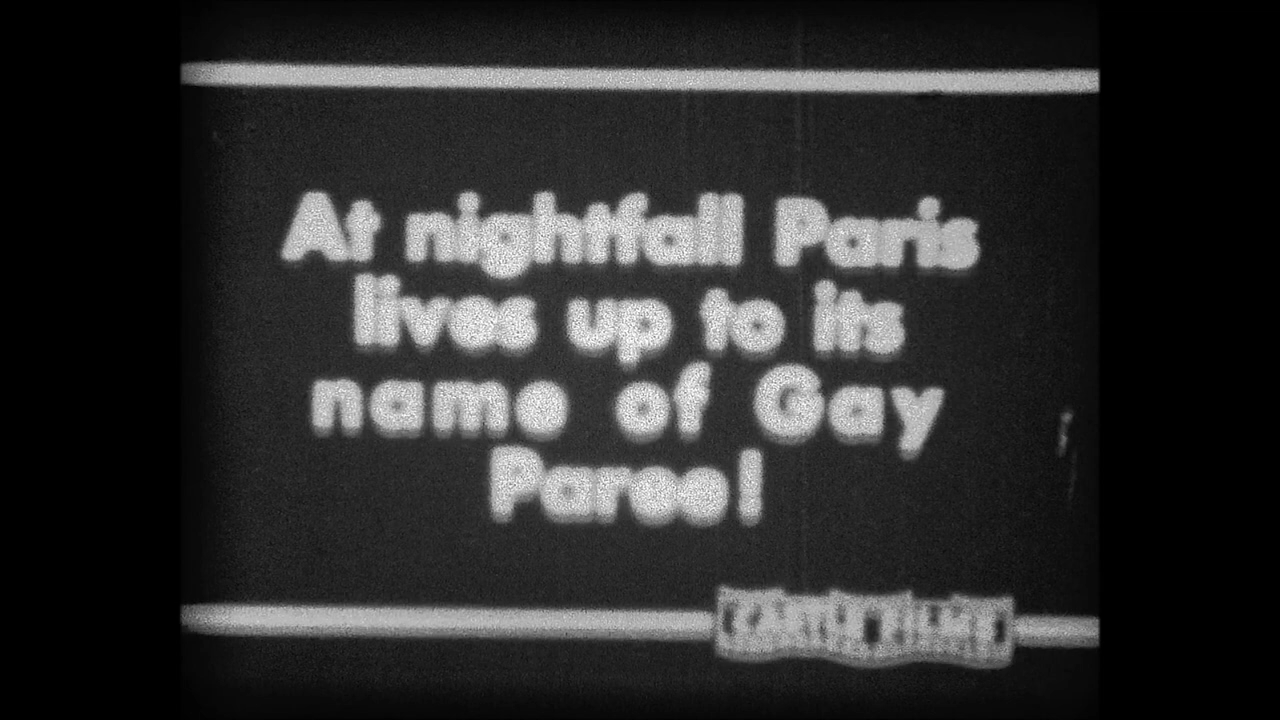 At nightfall Paris
lives up to its
name of Gay
Paree!